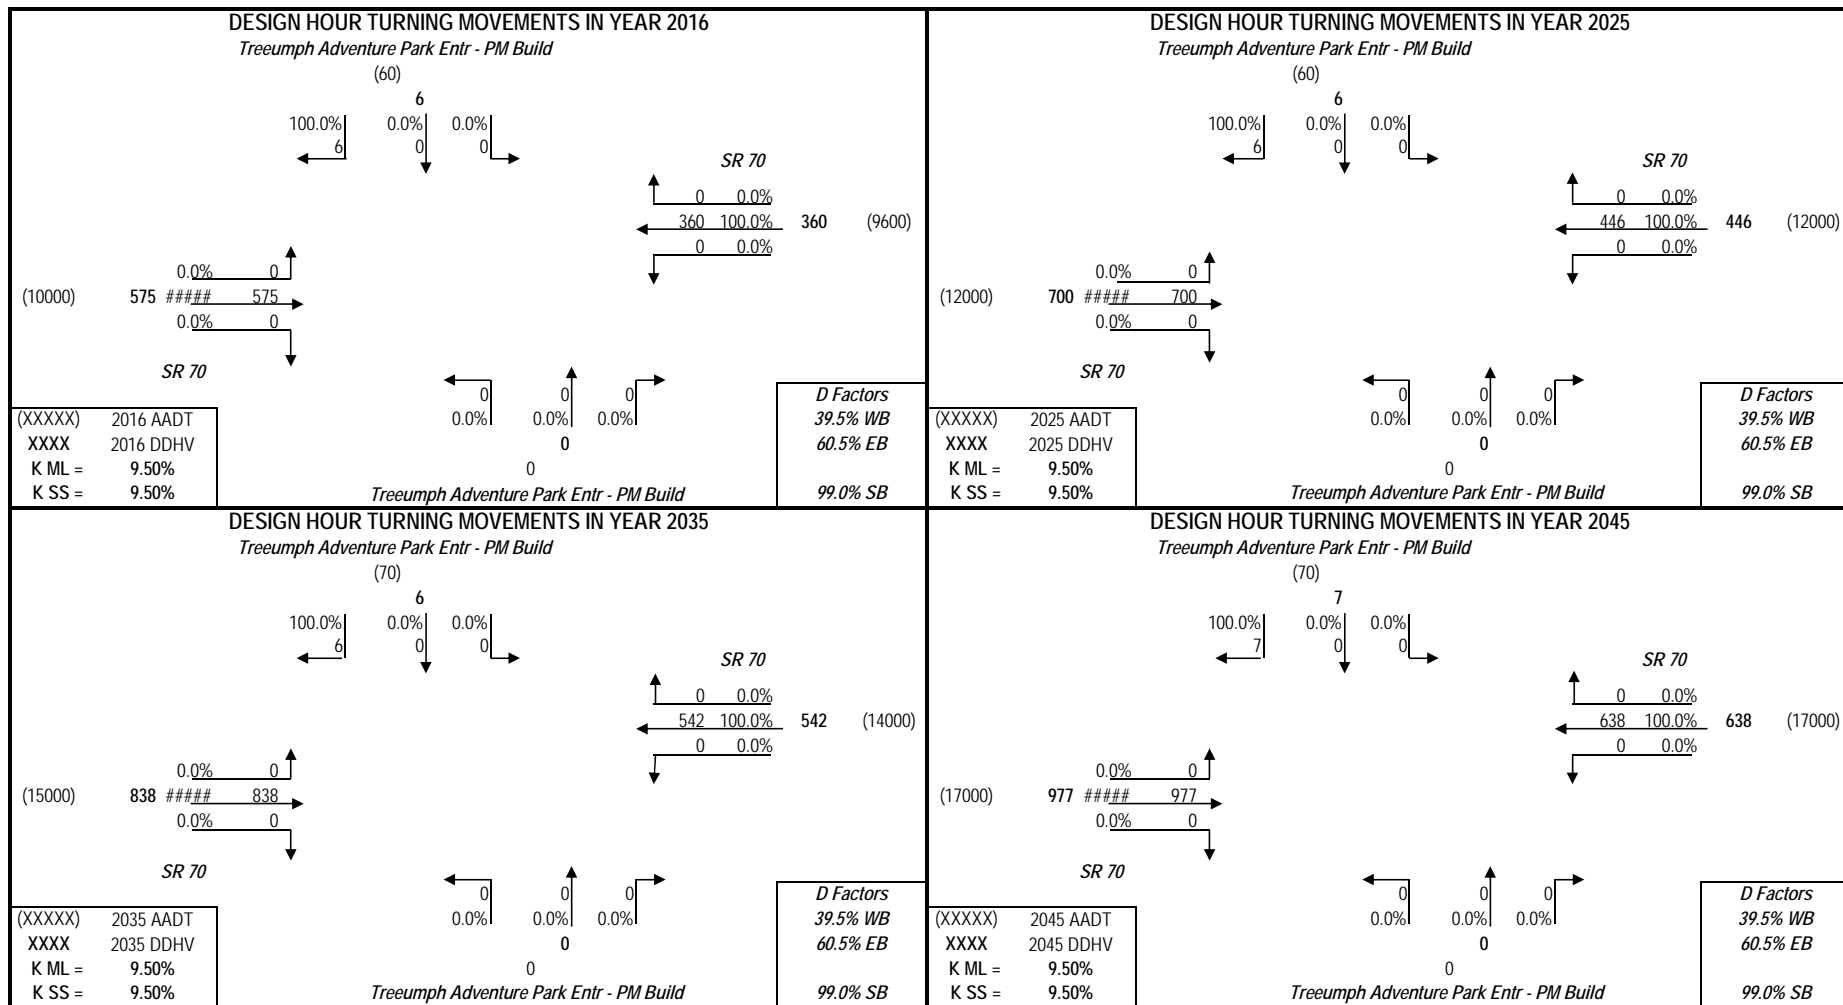 DESIGN HOUR TURNING MOVEMENTS IN YEAR 2016
Treeumph Adventure Park Entr - PM Build
(60)
6
100.0% 0.0% 0.0%
6 0 0
SR 70
0 0.0%
360 100.0% 360 (9600)
0 0.0%
0.0% 0
(10000) 575 ##### 575
0.0% 0
SR 70
0 0 0
0.0% 0.0% 0.0%
0
0
Treeumph Adventure Park Entr - PM Build
(XXXXX) 2016 AADT
XXXX 2016 DDHV
K ML = 9.50%
K SS = 9.50%
D Factors
39.5% WB
60.5% EB
99.0% SB
DESIGN HOUR TURNING MOVEMENTS IN YEAR 2025
Treeumph Adventure Park Entr - PM Build
(60)
6
100.0% 0.0% 0.0%
6 0 0
SR 70
0 0.0%
446 100.0% 446 (12000)
0 0.0%
0.0% 0
(12000) 700 ##### 700
0.0% 0
SR 70
0 0 0
0.0% 0.0% 0.0%
0
0
Treeumph Adventure Park Entr - PM Build
(XXXXX) 2025 AADT
XXXX 2025 DDHV
K ML = 9.50%
K SS = 9.50%
D Factors
39.5% WB
60.5% EB
99.0% SB
DESIGN HOUR TURNING MOVEMENTS IN YEAR 2035
Treeumph Adventure Park Entr - PM Build
(70)
6
100.0% 0.0% 0.0%
6 0 0
SR 70
0 0.0%
542 100.0% 542 (14000)
0 0.0%
0.0% 0
(15000) 838 ##### 838
0.0% 0
SR 70
0 0 0
0.0% 0.0% 0.0%
0
0
Treeumph Adventure Park Entr - PM Build
(XXXXX) 2035 AADT
XXXX 2035 DDHV
K ML = 9.50%
K SS = 9.50%
D Factors
39.5% WB
60.5% EB
99.0% SB
DESIGN HOUR TURNING MOVEMENTS IN YEAR 2045
Treeumph Adventure Park Entr - PM Build
(70)
7
100.0% 0.0% 0.0%
7 0 0
SR 70
0 0.0%
638 100.0% 638 (17000)
0 0.0%
0.0% 0
(17000) 977 ##### 977
0.0% 0
SR 70
0 0 0
0.0% 0.0% 0.0%
0
0
Treeumph Adventure Park Entr - PM Build
(XXXXX) 2045 AADT
XXXX 2045 DDHV
K ML = 9.50%
K SS = 9.50%
D Factors
39.5% WB
60.5% EB
99.0% SB